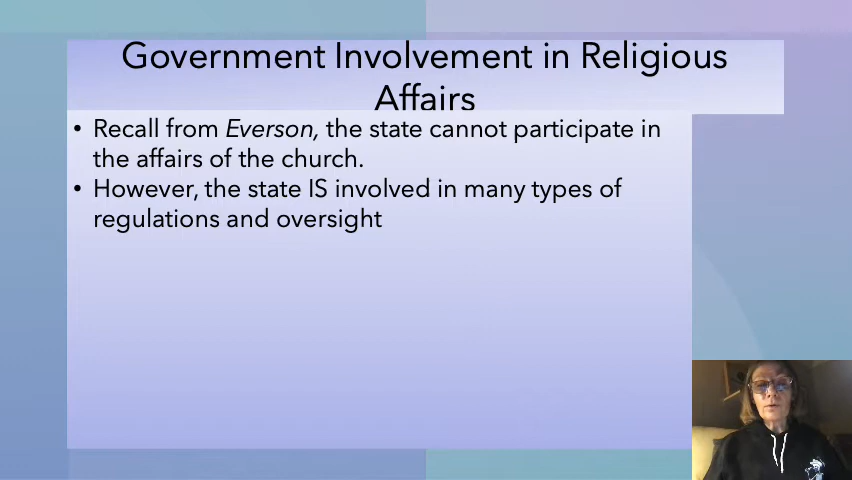 Government Involvement in Religious
Affairs
• Recall from Everson, the state cannot participate in
the affairs of the church.
• However, the state IS involved in many types of
regulations and oversight